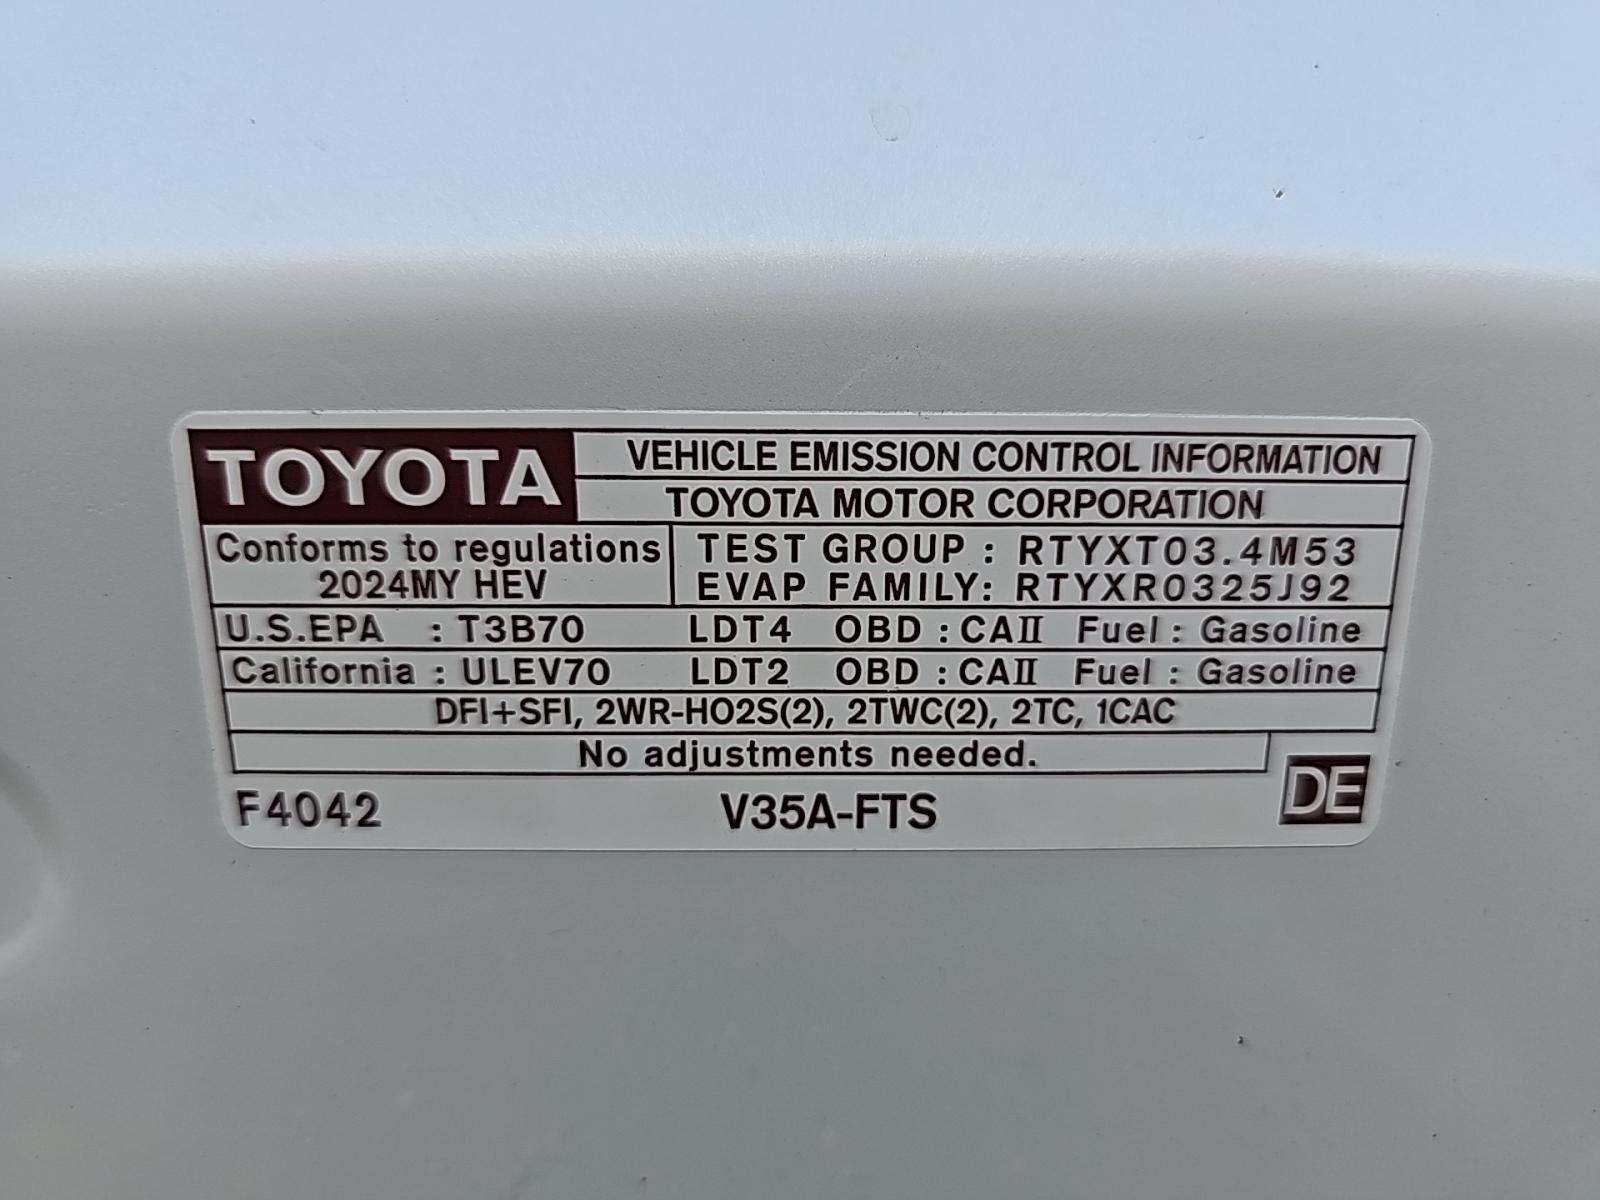 TOYOTA
VEHICLE EMISSION CONTROL INFORMATION
TOYOTA MOTOR CORPORATION
Conforms to regulations
2024MY HEV
TEST GROUP : RTYXT03.4M53
EVAP FAMILY: RTYXR0325J92
U.S.EPA : T3B70 LDT4 OBD : CAⅡ Fuel : Gasoline
California : ULEV70 LDT2 OBD : CAⅡ Fuel : Gasoline
DFI+SFI, 2WR-HO2S(2), 2TWC(2), 2TC, 1CAC
No adjustments needed.
F4042 V35A-FTS DE